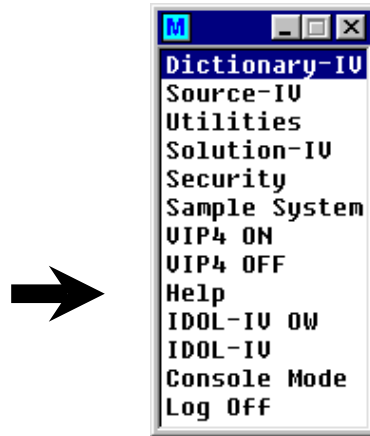 M
Dictionary-IV
Source-IV
Utilities
Solution-IV
Security
Sample System
VIP4 ON
VIP4 OFF
Help
IDOL-IV OW
IDOL-IV
Console Mode
Log Off